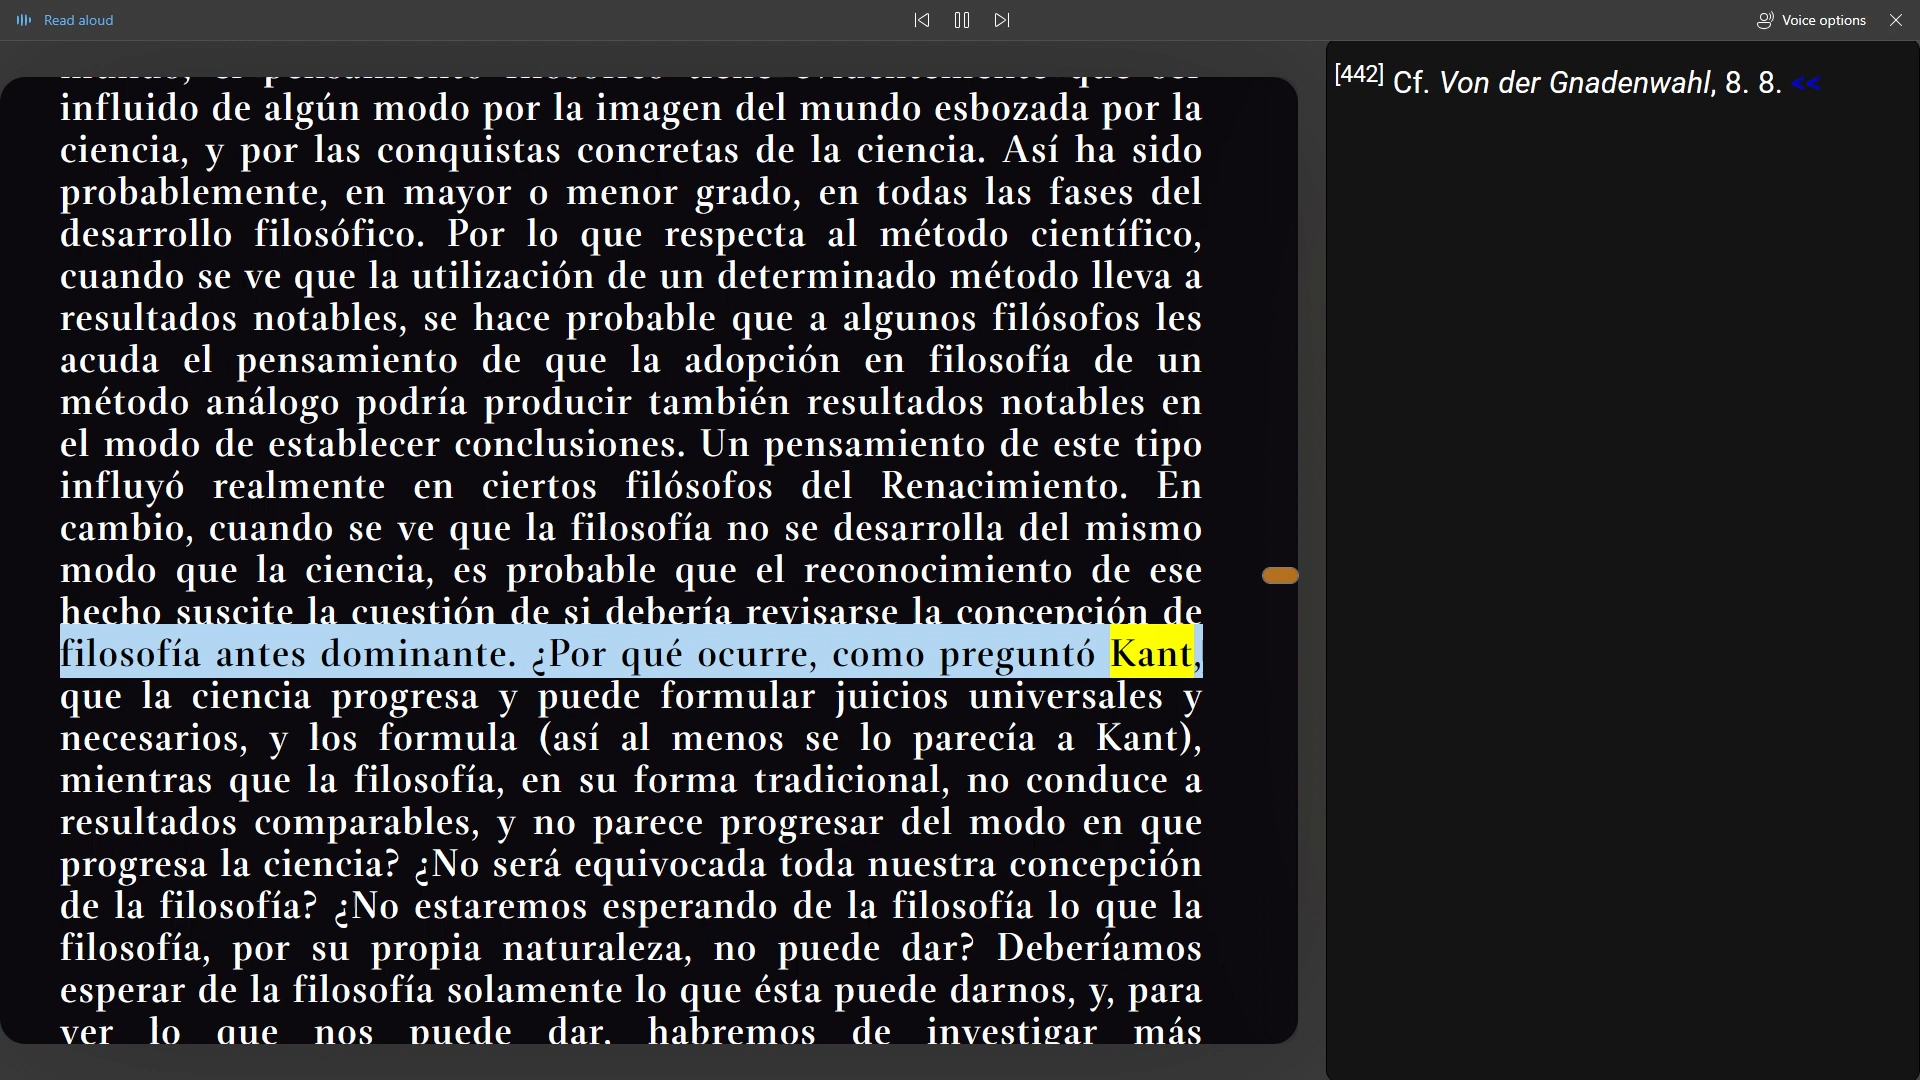 Read aloud
Voice options
mundo, el pensamiento filosófico tiene evidentemente que ser
influido de algún modo por la imagen del mundo esbozada por la
ciencia, y por las conquistas concretas de la ciencia. Así ha sido
probablemente, en mayor o menor grado, en todas las fases del
desarrollo filosófico. Por lo que respecta al método científico,
cuando se ve que la utilización de un determinado método lleva a
resultados notables, se hace probable que a algunos filósofos les
acuda el pensamiento de que la adopción en filosofía de un
método análogo podría producir también resultados notables en
el modo de establecer conclusiones. Un pensamiento de este tipo
influyó realmente en ciertos filósofos del Renacimiento. En
cambio, cuando se ve que la filosofía no se desarrolla del mismo
modo que la ciencia, es probable que el reconocimiento de ese
hecho suscite la cuestión de si debería revisarse la concepción de
filosofía antes dominante. ¿Por qué ocurre, como preguntó Kant,
que la ciencia progresa y puede formular juicios universales y
necesarios, y los formula (así al menos se lo parecía a Kant),
mientras que la filosofía, en su forma tradicional, no conduce a
resultados comparables, y no parece progresar del modo en que
progresa la ciencia? ¿No será equivocada toda nuestra concepción
de la filosofía? ¿No estaremos esperando de la filosofía lo que la
filosofía, por su propia naturaleza, no puede dar? Deberíamos
esperar de la filosofía solamente lo que ésta puede darnos, y, para
ver lo que nos puede dar, habremos de investigar más
[442] Cf. Von der Gnadenwahl, 8. 8. <<